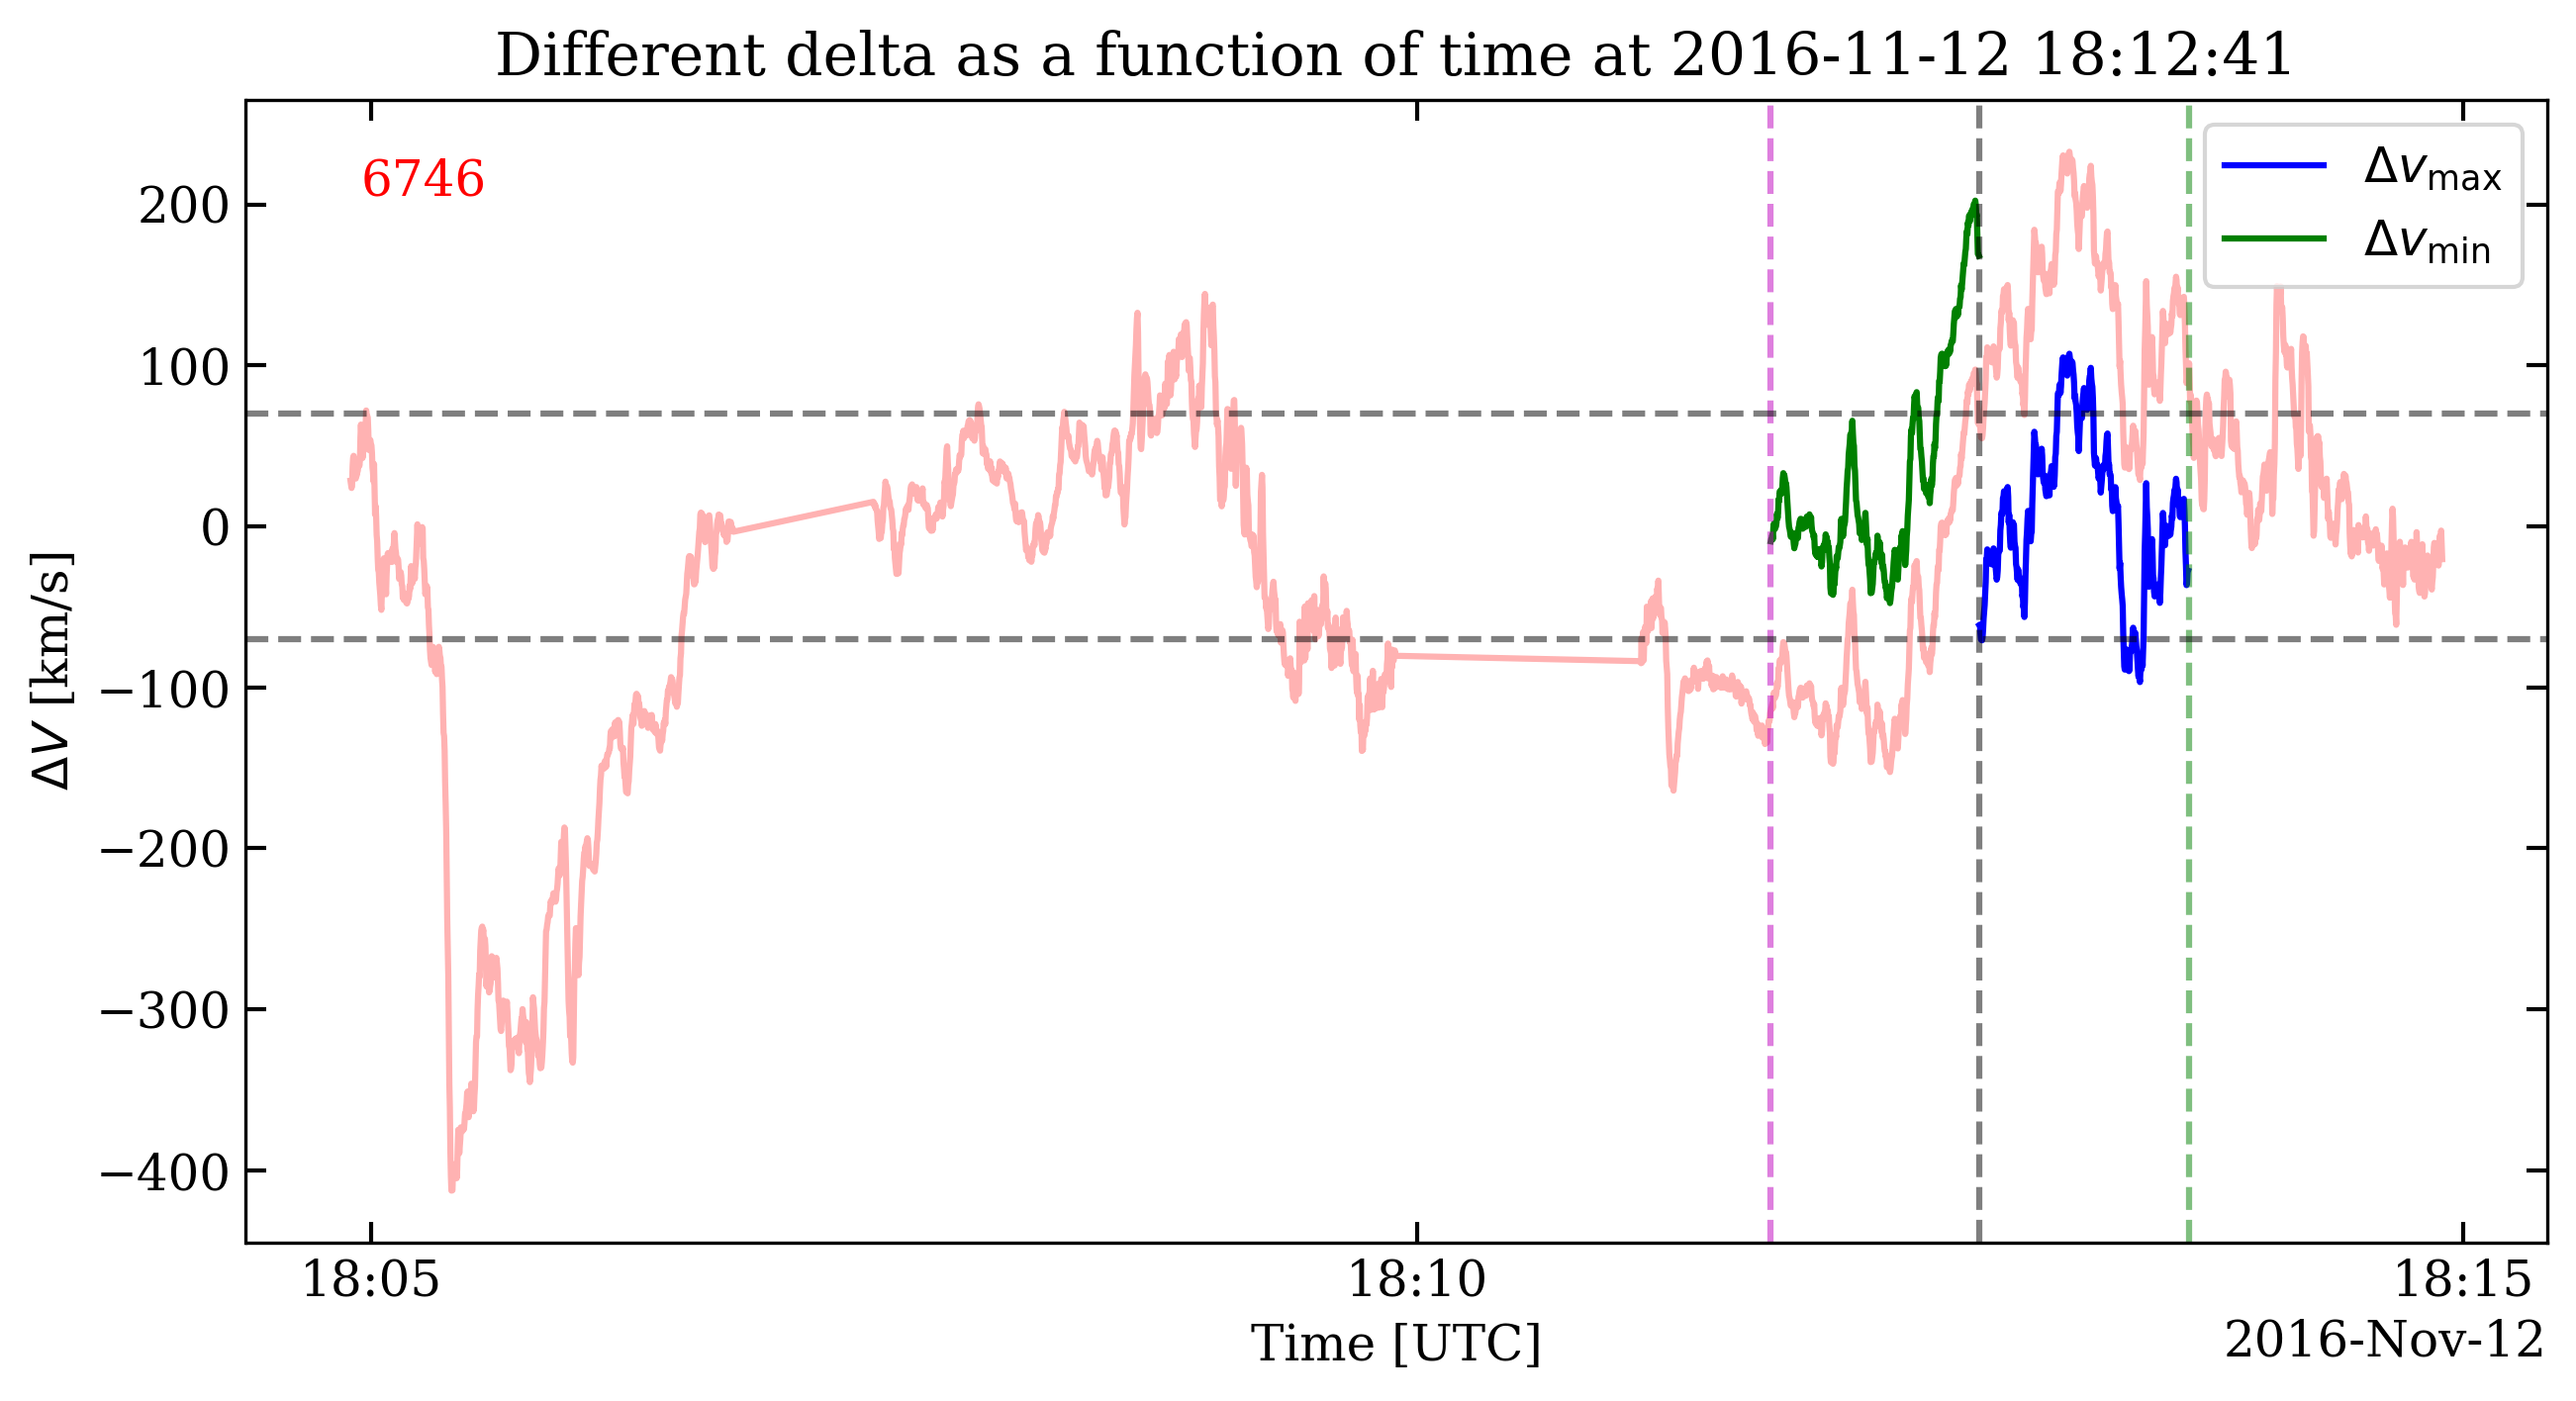 Different delta as a function of time at 2016-11-12 18:12:41
6746
Δv_max
Δv_min
200
100
0
−100
−200
−300
−400
ΔV [km/s]
18:05
18:10
18:15
Time [UTC]
2016-Nov-12